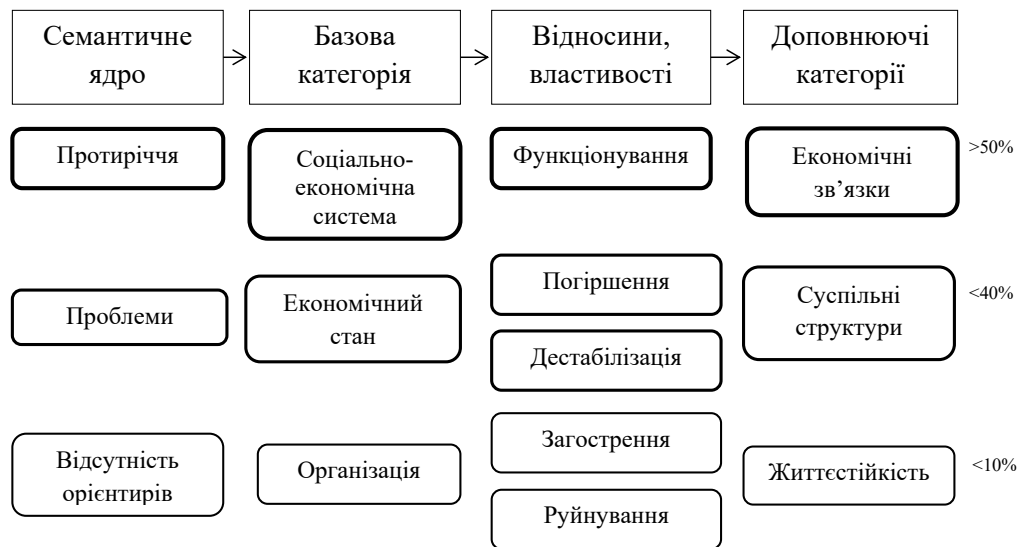 Семантичне
ядро
Базова
категорія
Відносини,
властивості
Доповнюючі
категорії
Протиріччя
Соціально-
економічна
система
Функціонування
Економічні
зв’язки
>50%
Проблеми
Економічний
стан
Погіршення
Дестабілізація
Суспільні
структури
<40%
Відсутність
орієнтирів
Організація
Загострення
Руйнування
Життєстійкість
<10%